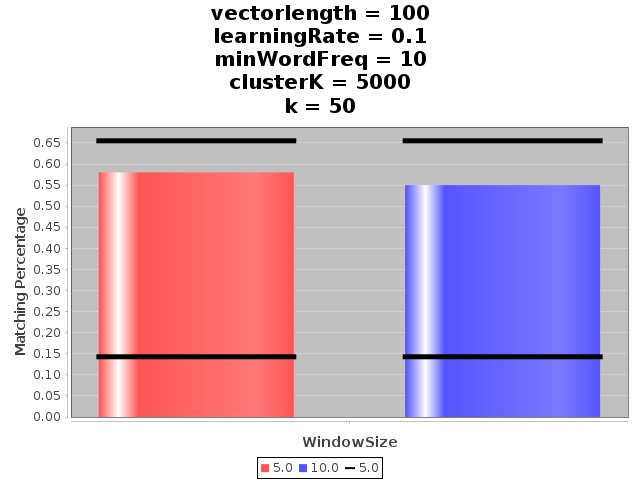 vectorlength = 100
learningRate = 0.1
minWordFreq = 10
clusterK = 5000
k = 50
Matching Percentage
0.65
0.60
0.55
0.50
0.45
0.40
0.35
0.30
0.25
0.20
0.15
0.10
0.05
0.00
WindowSize
5.0 10.0 5.0